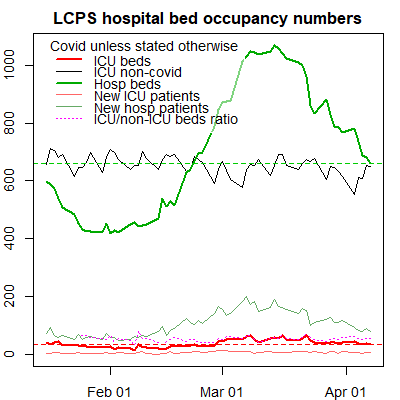 LCPS hospital bed occupancy numbers
Covid unless stated otherwise
ICU beds
ICU non-covid
Hosp beds
New ICU patients
New hosp patients
ICU/non-ICU beds ratio
1000
800
600
400
200
0
Feb 01 Mar 01 Apr 01